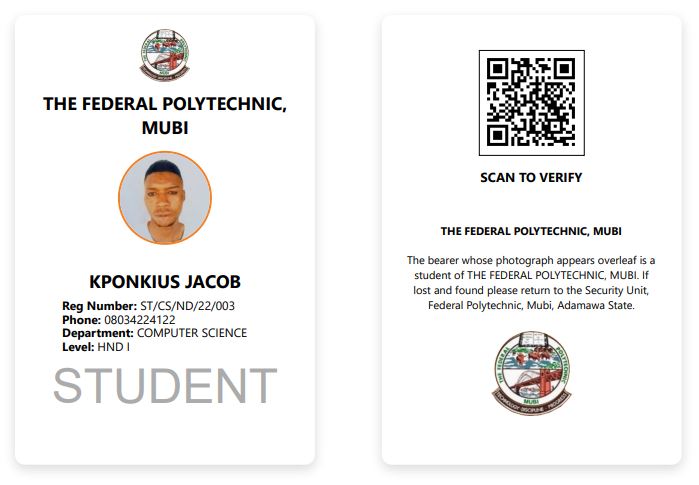 THE FEDERAL POLYTECHNIC,
MUBI
KPONKIUS JACOB
Reg Number: ST/CS/ND/22/003
Phone: 08034224122
Department: COMPUTER SCIENCE
Level: HND I
STUDENT
SCAN TO VERIFY
THE FEDERAL POLYTECHNIC, MUBI
The bearer whose photograph appears overleaf is a
student of THE FEDERAL POLYTECHNIC, MUBI. If
lost and found please return to the Security Unit,
Federal Polytechnic, Mubi, Adamawa State.
THE FEDERAL POLYTECHNIC
MUBI
TECHNOLOGY DISCIPLINE - PROGRESS